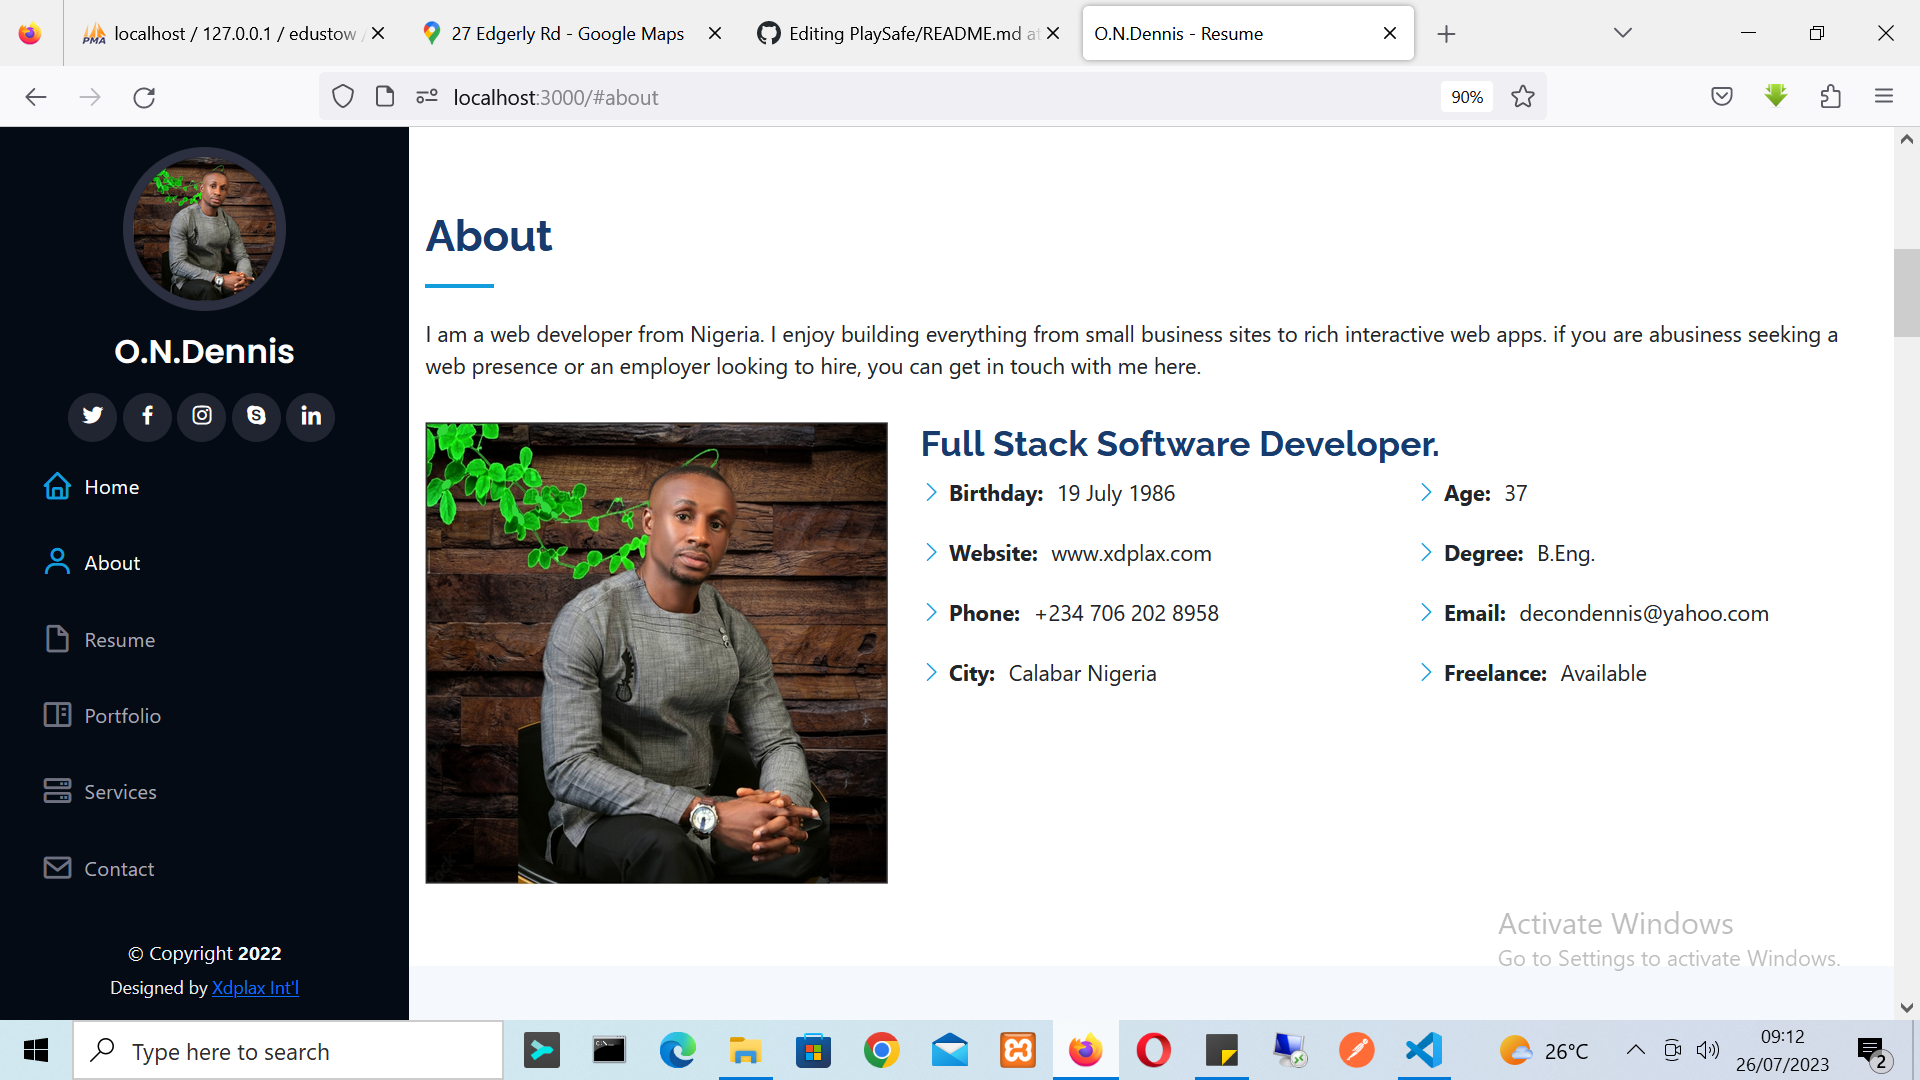 localhost / 127.0.0.1 / edustow /
27 Edgerly Rd - Google Maps
Editing PlaySafe/README.md at
O.N.Dennis - Resume
localhost:3000/#about
90%
O.N.Dennis
Home
About
Resume
Portfolio
Services
Contact
© Copyright 2022
Designed by Xdplax Int'l
About
I am a web developer from Nigeria. I enjoy building everything from small business sites to rich interactive web apps. if you are abusiness seeking a
web presence or an employer looking to hire, you can get in touch with me here.
Full Stack Software Developer.
Birthday: 19 July 1986
Age: 37
Website: www.xdplax.com
Degree: B.Eng.
Phone: +234 706 202 8958
Email: decondennis@yahoo.com
City: Calabar Nigeria
Freelance: Available
Activate Windows
Go to Settings to activate Windows.
Type here to search
26°C
09:12
26/07/2023
2